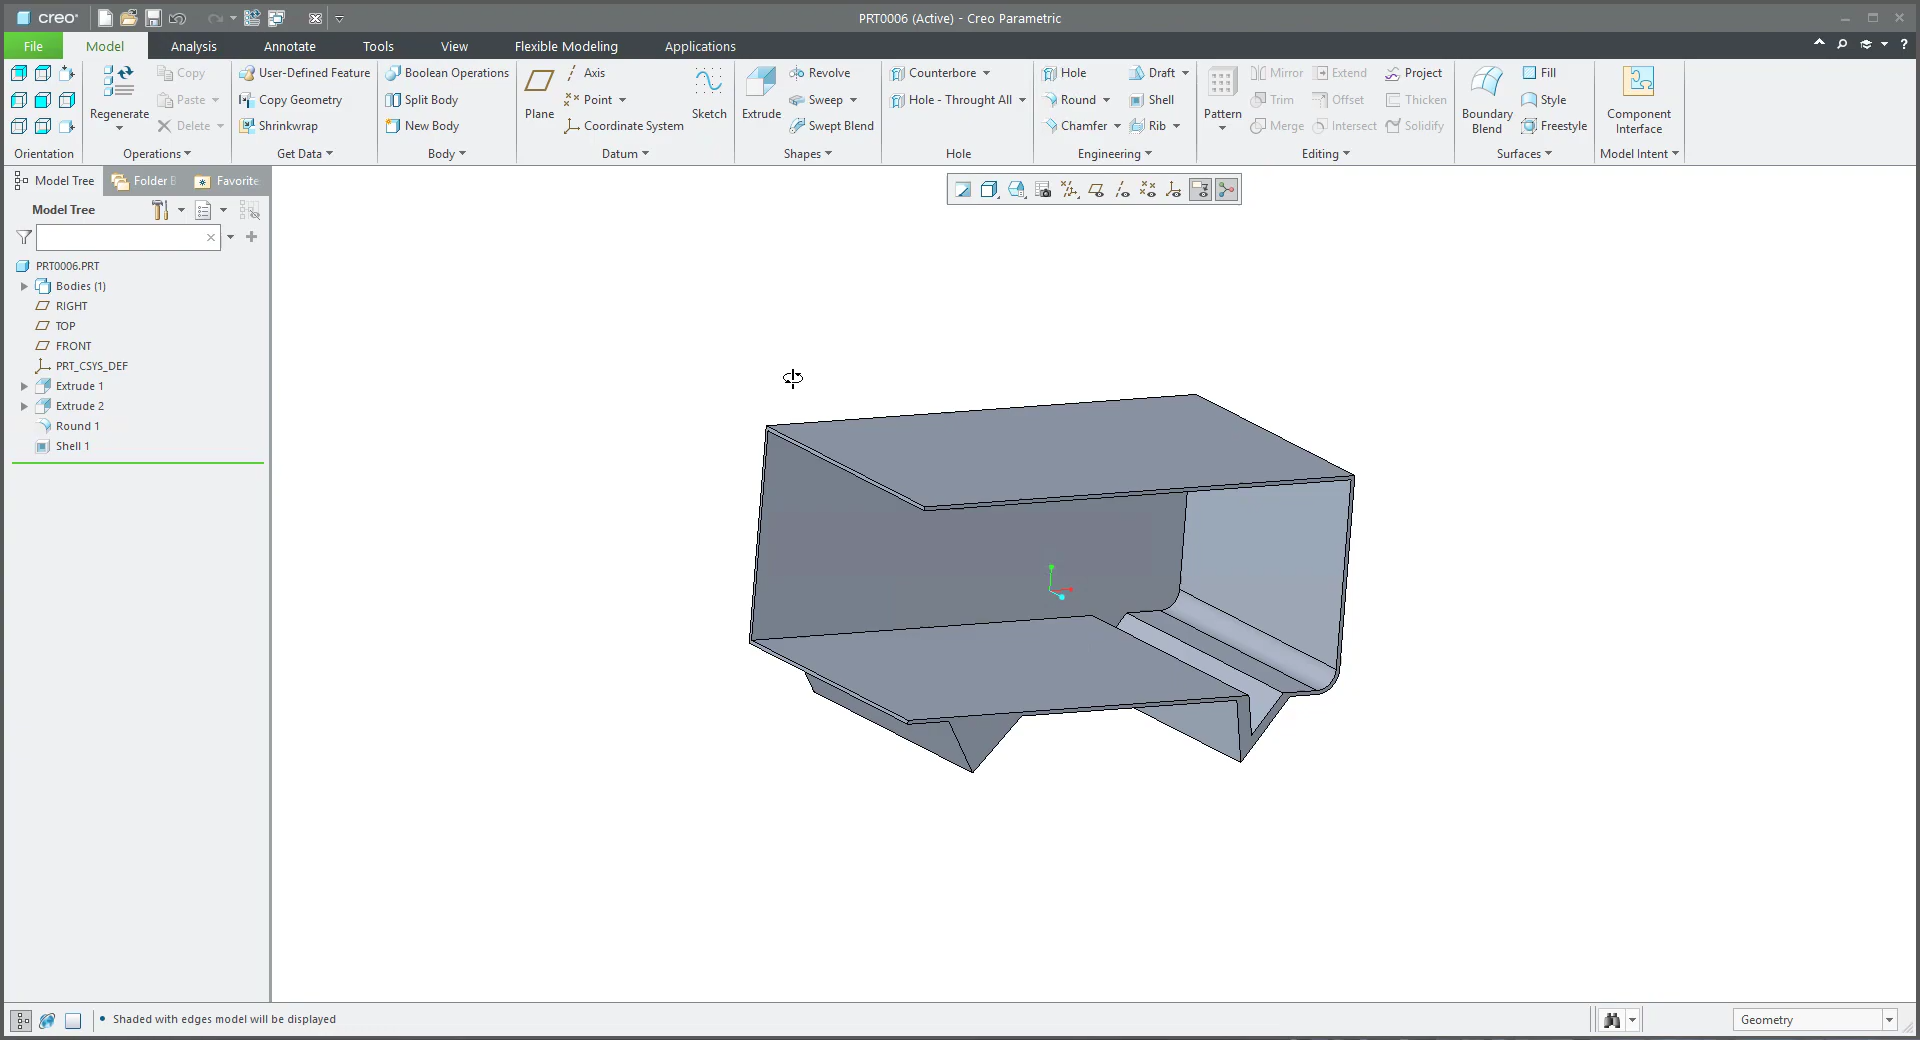 creo®
PRT0006 (Active) - Creo Parametric
File
Model
Analysis
Annotate
Tools
View
Flexible Modeling
Applications
Orientation
Regenerate
Copy
Paste
Delete
Operations
User-Defined Feature
Copy Geometry
Shrinkwrap
Get Data
Boolean Operations
Split Body
New Body
Body
Plane
Axis
Point
Coordinate System
Sketch
Datum
Extrude
Revolve
Sweep
Swept Blend
Shapes
Counterbore
Hole - Throught All
Hole
Hole
Round
Chamfer
Draft
Shell
Rib
Engineering
Pattern
Mirror
Trim
Merge
Extend
Offset
Intersect
Project
Thicken
Solidify
Editing
Boundary
Blend
Fill
Style
Freestyle
Surfaces
Component
Interface
Model Intent
Model Tree
Folder B
Favorite
Model Tree
PRT0006.PRT
Bodies (1)
RIGHT
TOP
FRONT
PRT_CSYS_DEF
Extrude 1
Extrude 2
Round 1
Shell 1
• Shaded with edges model will be displayed
Geometry